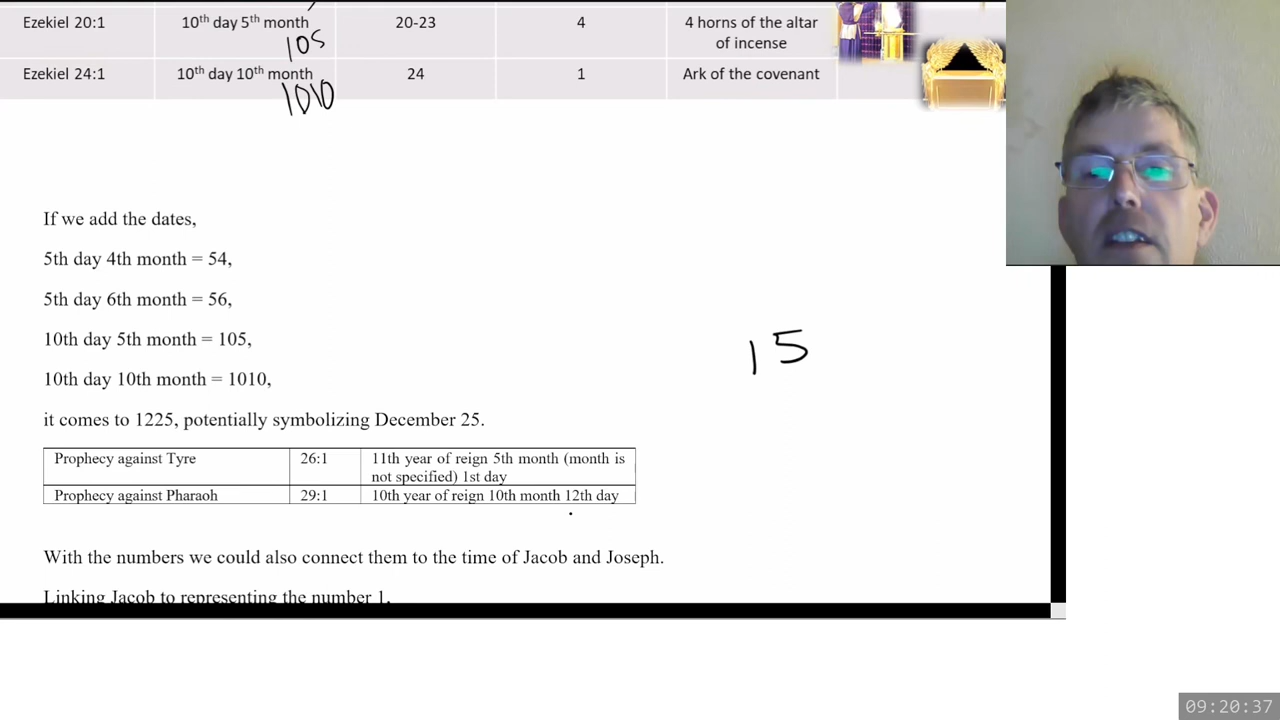 Ezekiel 20:1 10th day 5th month 20-23 4 4 horns of the altar
of incense
105
Ezekiel 24:1 10th day 10th month 24 1 Ark of the covenant
1010
If we add the dates,
5th day 4th month = 54,
5th day 6th month = 56,
10th day 5th month = 105,
15
10th day 10th month = 1010,
it comes to 1225, potentially symbolizing December 25.
Prophecy against Tyre 26:1 11th year of reign 5th month (month is
not specified) 1st day
Prophecy against Pharaoh 29:1 10th year of reign 10th month 12th day
With the numbers we could also connect them to the time of Jacob and Joseph.
Linking Jacob to representing the number 1.
09:20:37